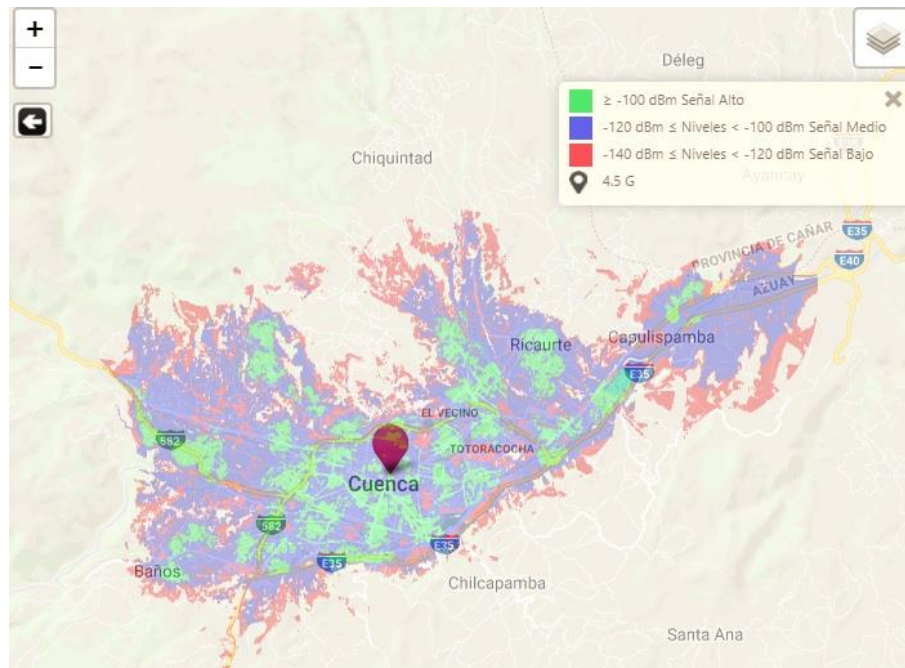 +
−
Déleg
≥ -100 dBm Señal Alto
-120 dBm ≤ Niveles < -100 dBm Señal Medio
-140 dBm ≤ Niveles < -120 dBm Señal Bajo
4.5 G
Chiquintad
Ayancay
E35
PROVINCIA DE CAÑAR
E40
AZUAY
Ricaurte
Capulispamba
E35
EL VECINO
582
TOTORACOCHA
Cuenca
582
E35
E35
Baños
Chilcapamba
Santa Ana